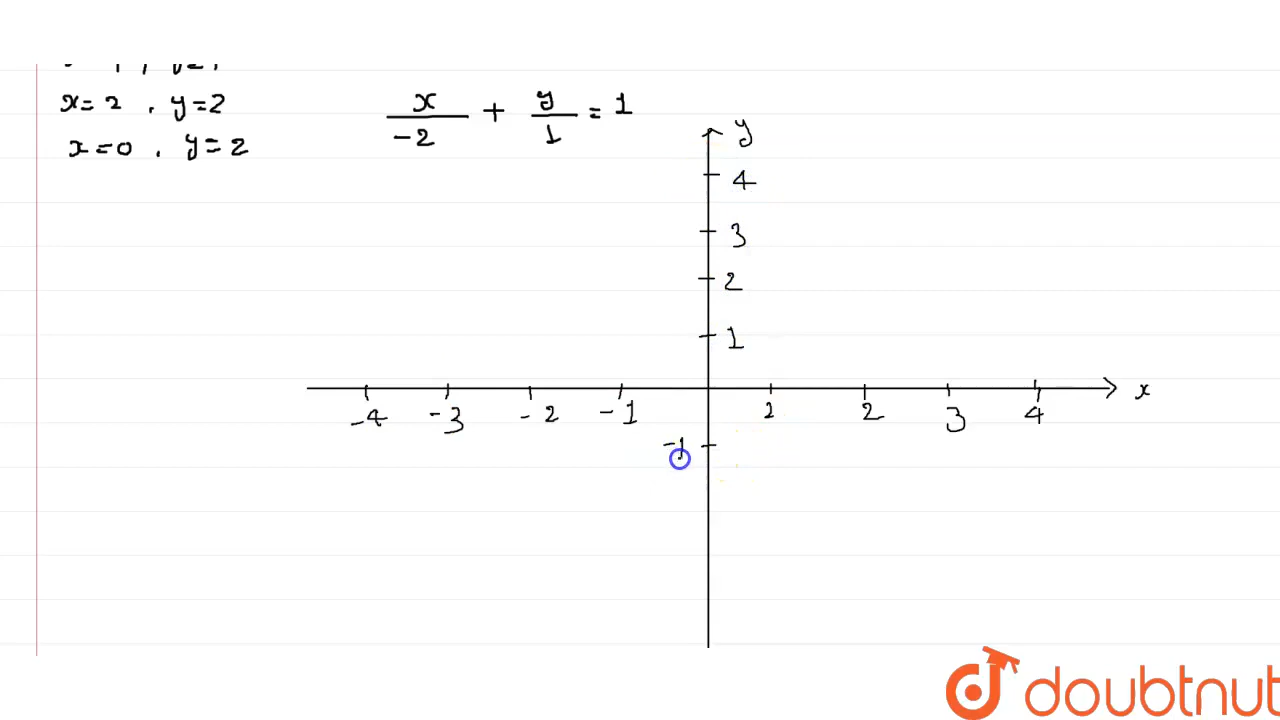 x=2 , y=2
x/-2 + y/1 = 1
x=0 , y=2
y
4
3
2
1
x
-4 -3 -2 -1 2 2 3 4
-1
doubtnut